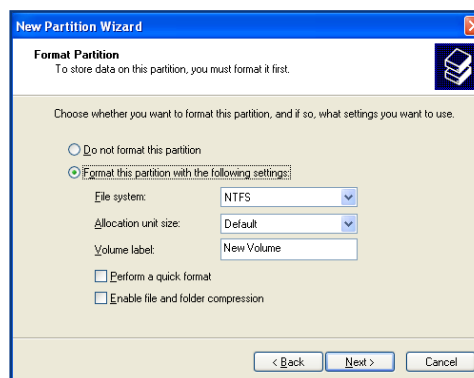 New Partition Wizard
Format Partition
To store data on this partition, you must format it first.
Choose whether you want to format this partition, and if so, what settings you want to use.
Do not format this partition
Format this partition with the following settings:
File system: NTFS
Allocation unit size: Default
Volume label: New Volume
Perform a quick format
Enable file and folder compression
< Back Next > Cancel